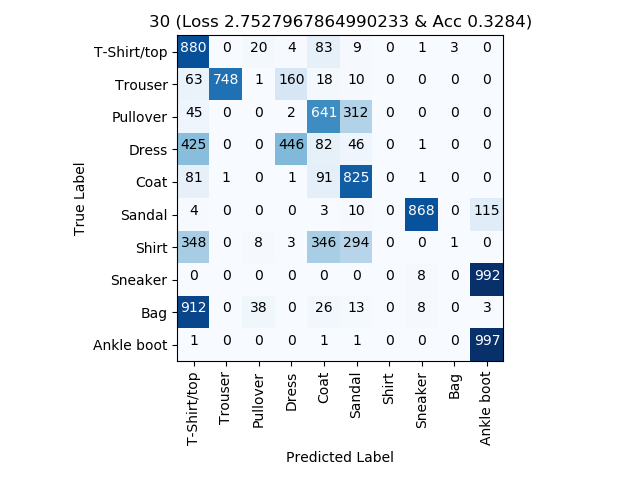 30 (Loss 2.7527967864990233 & Acc 0.3284)
T-Shirt/top 880 0 20 4 83 9 0 1 3 0
Trouser 63 748 1 160 18 10 0 0 0 0
Pullover 45 0 0 2 641 312 0 0 0 0
Dress 425 0 0 446 82 46 0 1 0 0
Coat 81 1 0 1 91 825 0 1 0 0
Sandal 4 0 0 0 3 10 0 868 0 115
Shirt 348 0 8 3 346 294 0 0 1 0
Sneaker 0 0 0 0 0 0 0 8 0 992
Bag 912 0 38 0 26 13 0 8 0 3
Ankle boot 1 0 0 0 1 1 0 0 0 997
True Label
T-Shirt/top
Trouser
Pullover
Dress
Coat
Sandal
Shirt
Sneaker
Bag
Ankle boot
Predicted Label